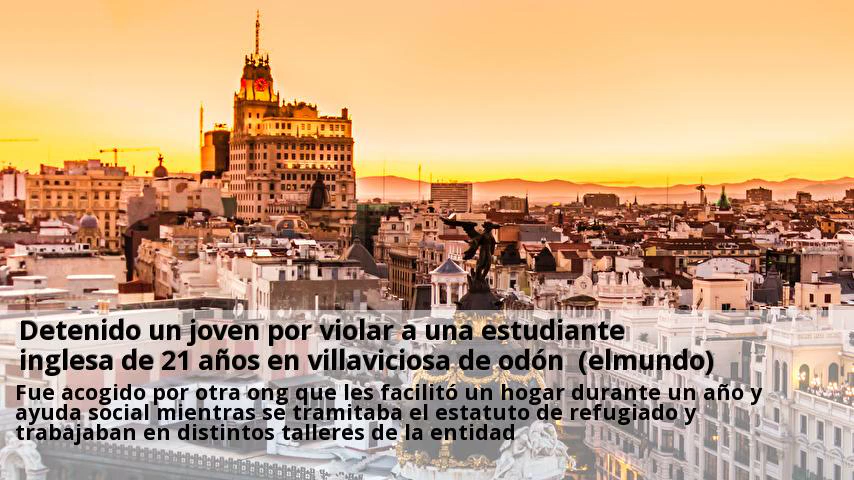 Detenido un joven por violar a una estudiante
inglesa de 21 años en villaviciosa de odón (elmundo)
Fue acogido por otra ong que les facilitó un hogar durante un año y
ayuda social mientras se tramitaba el estatuto de refugiado y
trabajaban en distintos talleres de la entidad